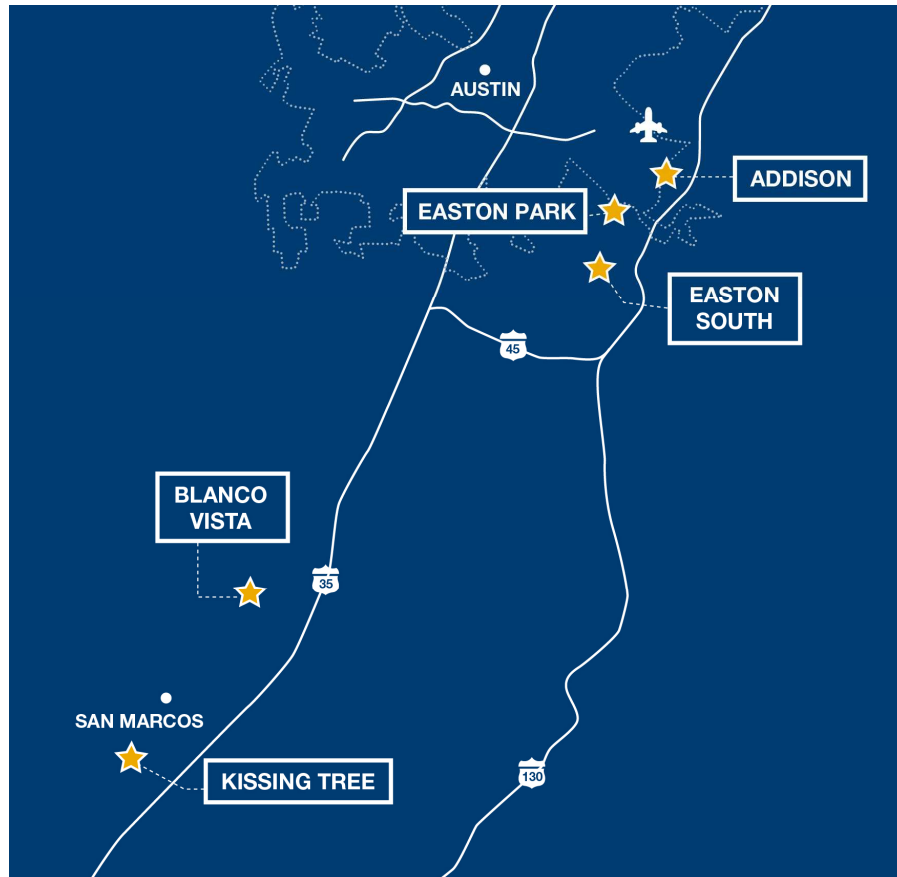 AUSTIN
ADDISON
EASTON PARK
EASTON
SOUTH
45
BLANCO
VISTA
35
SAN MARCOS
KISSING TREE
130